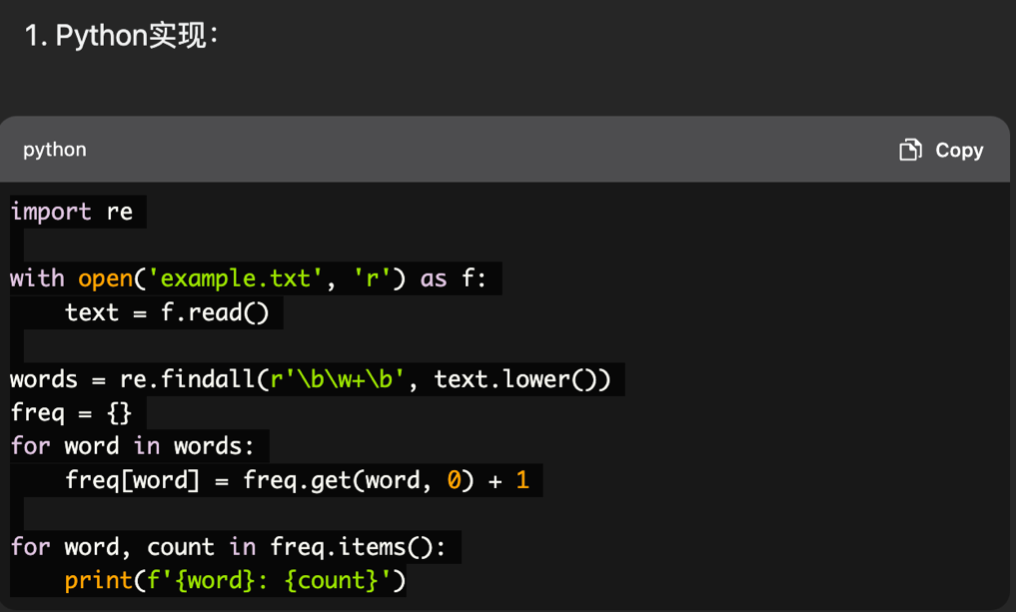 1. Python实现：
python
Copy
import re
with open('example.txt', 'r') as f:
    text = f.read()
words = re.findall(r'\b\w+\b', text.lower())
freq = {}
for word in words:
    freq[word] = freq.get(word, 0) + 1
for word, count in freq.items():
    print(f'{word}: {count}')